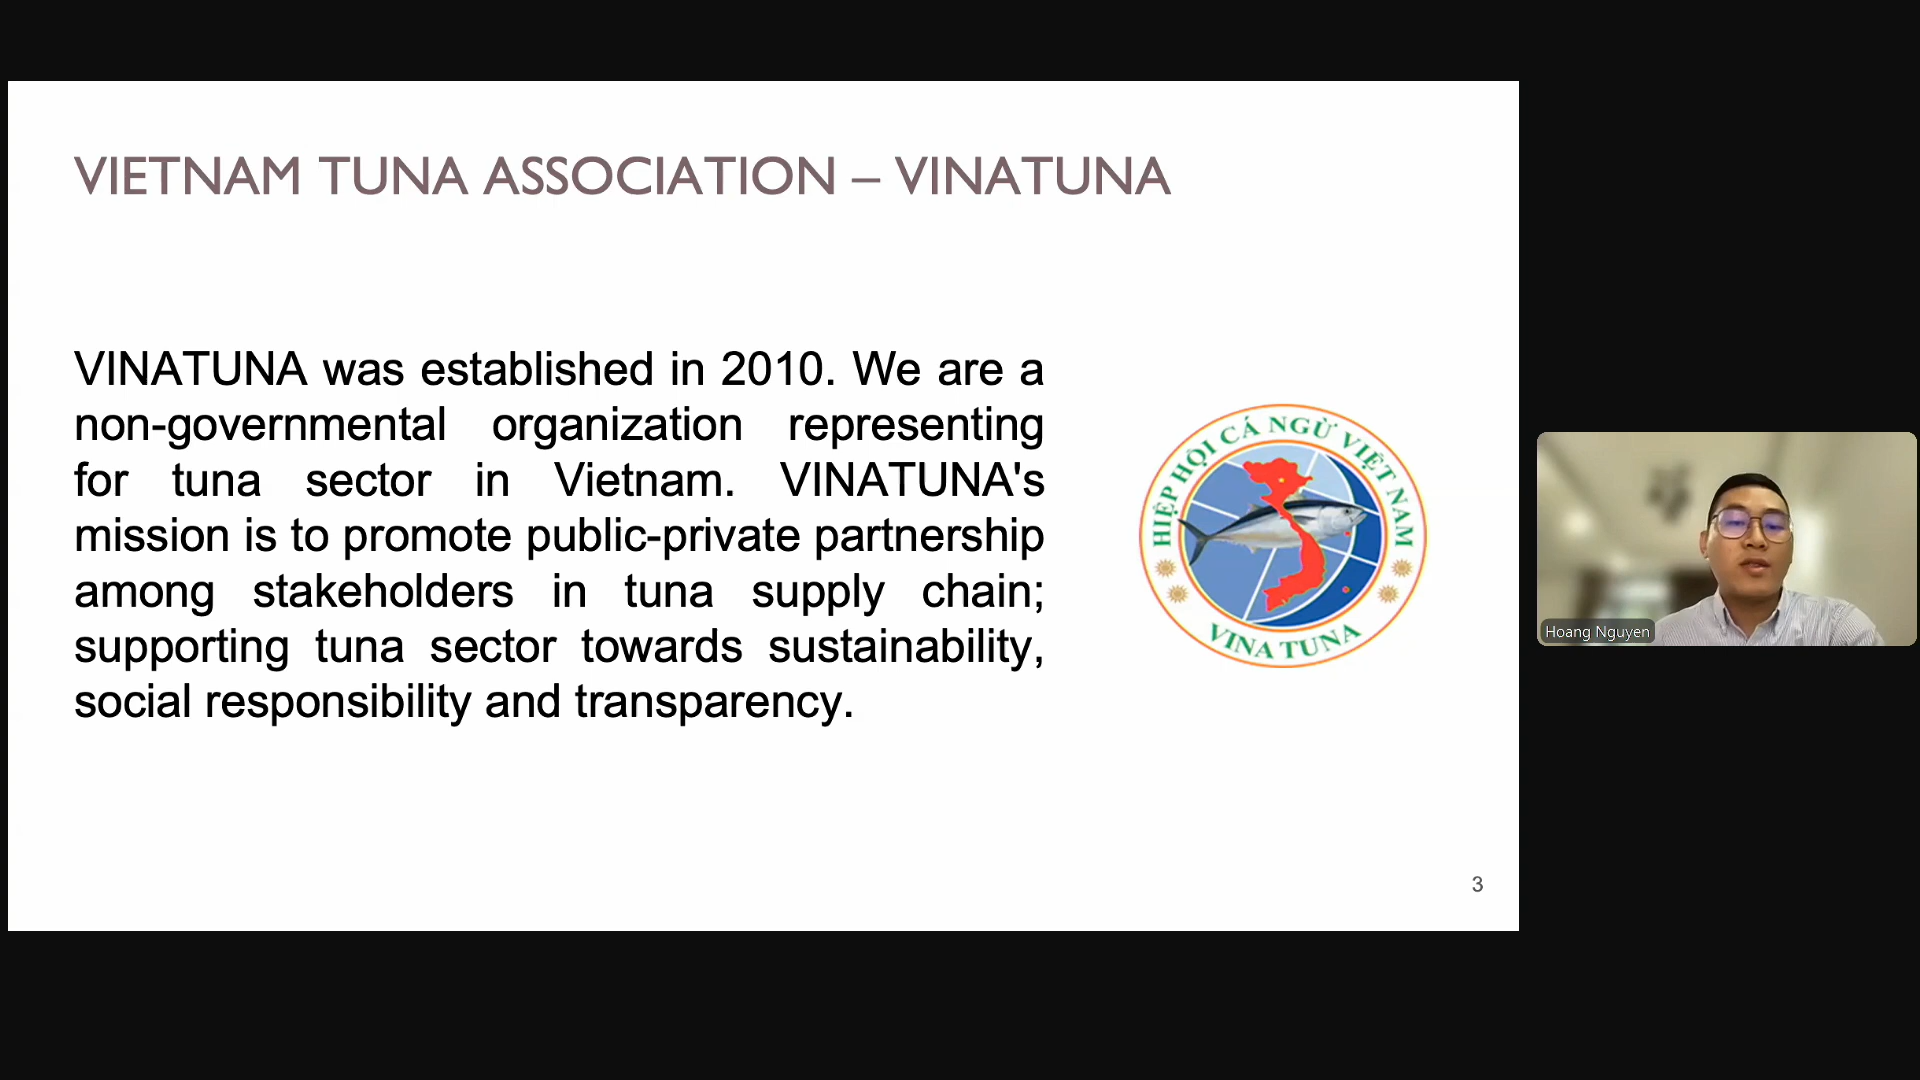 VIETNAM TUNA ASSOCIATION – VINATUNA
VINATUNA was established in 2010. We are a
non-governmental organization representing
for tuna sector in Vietnam. VINATUNA's
mission is to promote public-private partnership
among stakeholders in tuna supply chain;
supporting tuna sector towards sustainability,
social responsibility and transparency.
HIỆP HỘI CÁ NGỪ VIỆT NAM
VINA TUNA
Hoang Nguyen
3